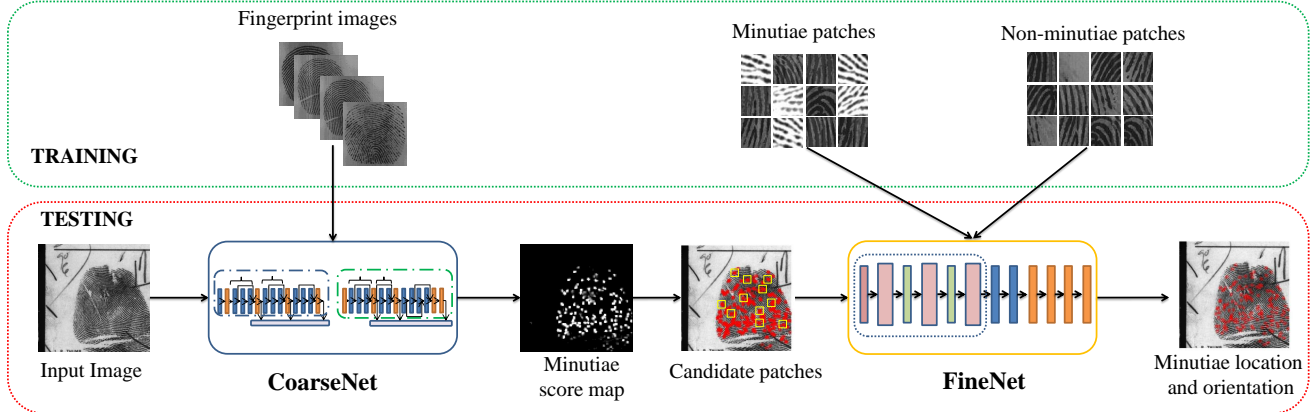 Fingerprint images
Minutiae patches
Non-minutiae patches
TRAINING
TESTING
Input Image
CoarseNet
Minutiae
score map
Candidate patches
FineNet
Minutiae location
and orientation